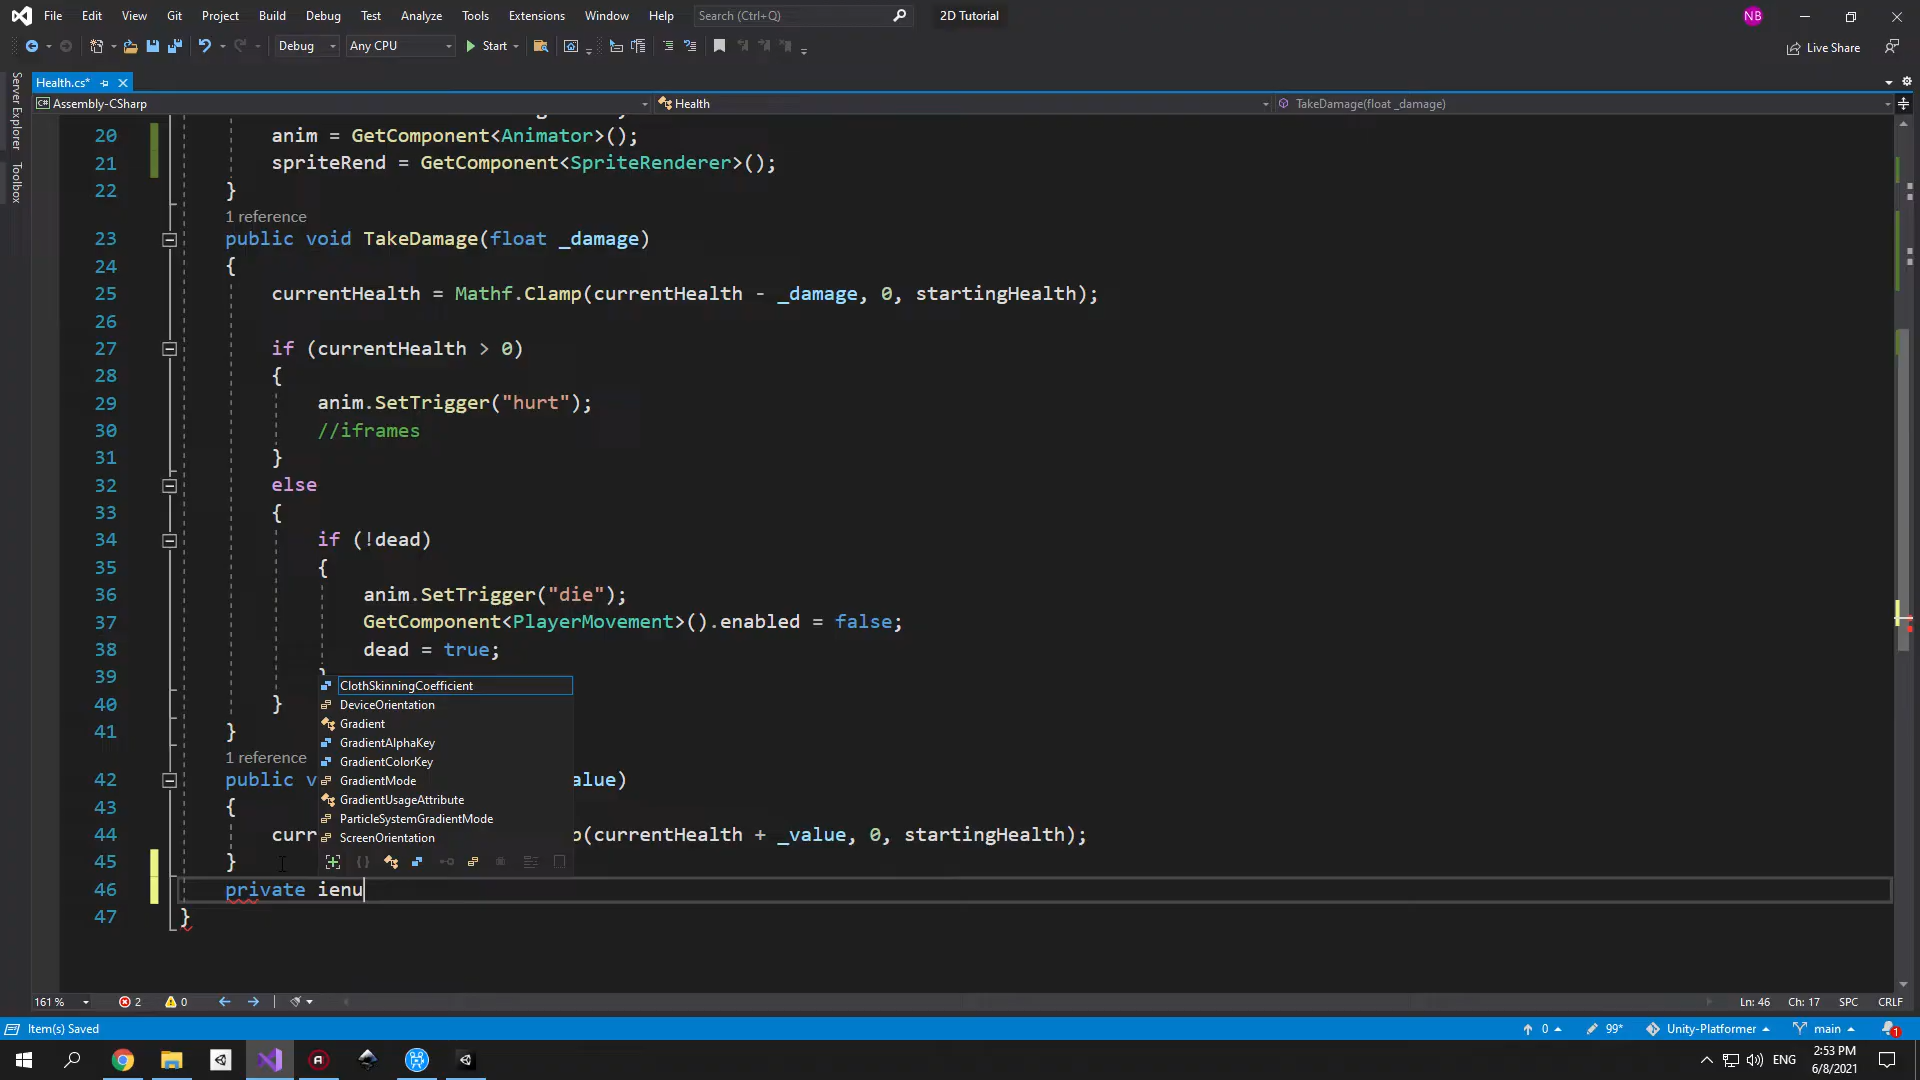 File Edit View Git Project Build Debug Test Analyze Tools Extensions Window Help Search (Ctrl+Q) 2D Tutorial NB
Debug Any CPU Start Live Share
Health.cs*
Assembly-CSharp Health TakeDamage(float _damage)
Server Explorer
Toolbox
20 anim = GetComponent<Animator>();
21 spriteRend = GetComponent<SpriteRenderer>();
22 }
1 reference
23 public void TakeDamage(float _damage)
24 {
25 currentHealth = Mathf.Clamp(currentHealth - _damage, 0, startingHealth);
26
27 if (currentHealth > 0)
28 {
29 anim.SetTrigger("hurt");
30 //iframes
31 }
32 else
33 {
34 if (!dead)
35 {
36 anim.SetTrigger("die");
37 GetComponent<PlayerMovement>().enabled = false;
38 dead = true;
39 }
40 }
41 }
1 reference
42 public v alue)
43 {
44 curr p(currentHealth + _value, 0, startingHealth);
45 }
46 private ienu
47 }
ClothSkinningCoefficient
DeviceOrientation
Gradient
GradientAlphaKey
GradientColorKey
GradientMode
GradientUsageAttribute
ParticleSystemGradientMode
ScreenOrientation
161 % 2 0 Ln: 46 Ch: 17 SPC CRLF
Item(s) Saved 0 99* Unity-Platformer main 1
ENG 2:53 PM
6/8/2021